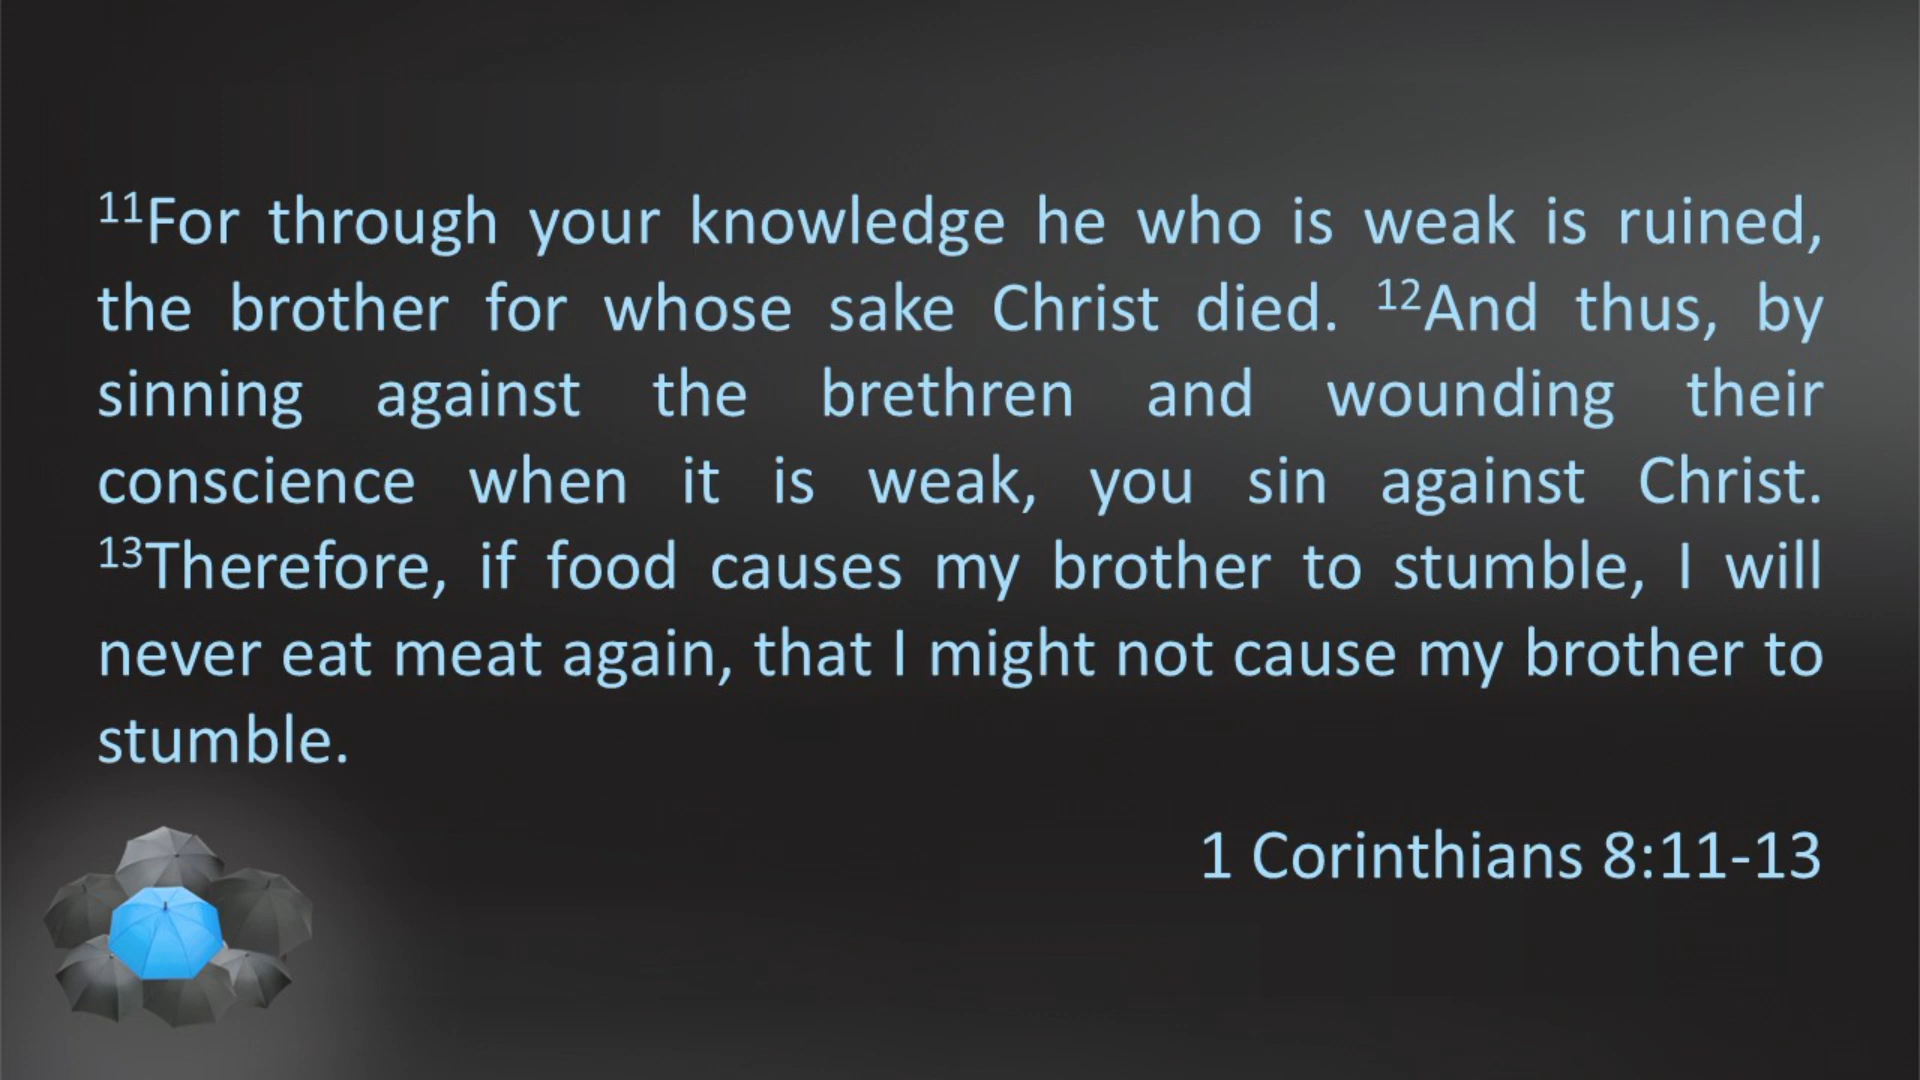 ¹¹For through your knowledge he who is weak is ruined,
the brother for whose sake Christ died. ¹²And thus, by
sinning against the brethren and wounding their
conscience when it is weak, you sin against Christ.
¹³Therefore, if food causes my brother to stumble, I will
never eat meat again, that I might not cause my brother to
stumble.
1 Corinthians 8:11-13